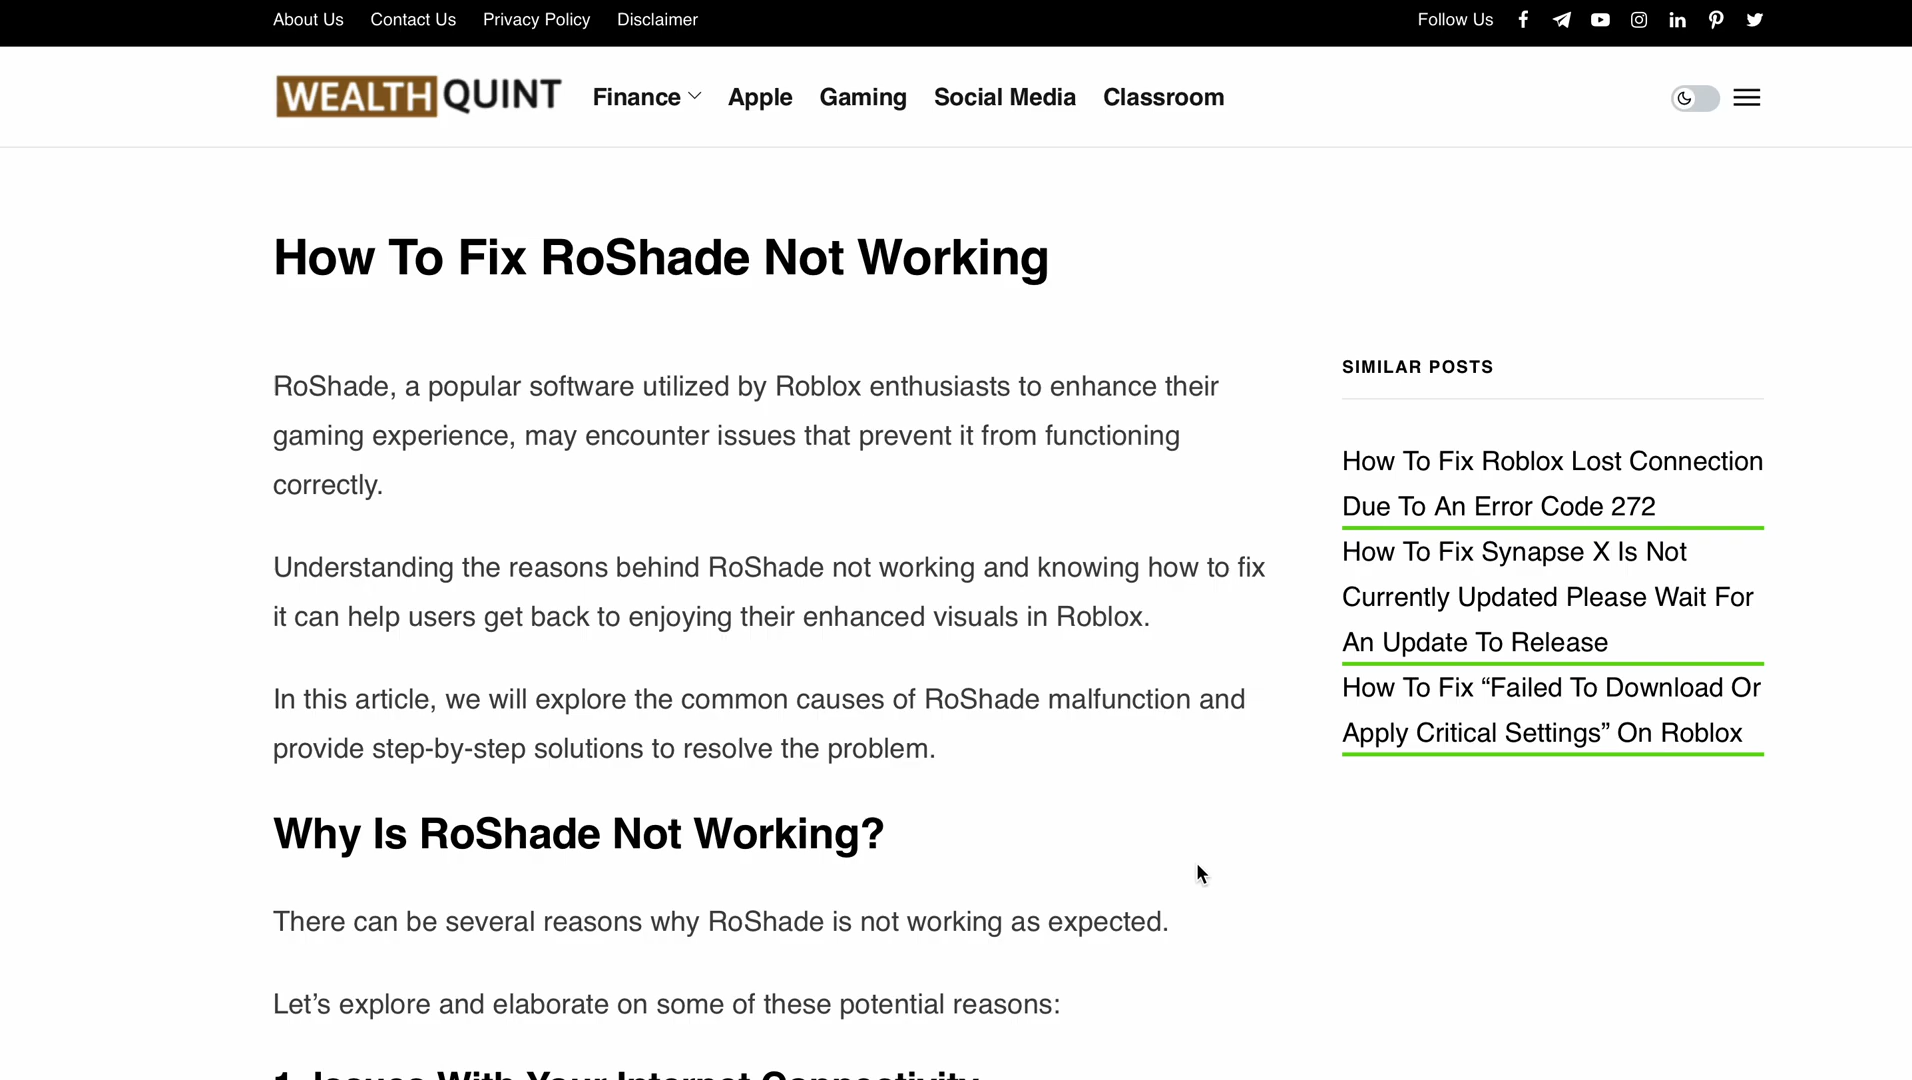 About Us Contact Us Privacy Policy Disclaimer Follow Us
WEALTH QUINT Finance Apple Gaming Social Media Classroom
How To Fix RoShade Not Working
RoShade, a popular software utilized by Roblox enthusiasts to enhance their
gaming experience, may encounter issues that prevent it from functioning
correctly.
Understanding the reasons behind RoShade not working and knowing how to fix
it can help users get back to enjoying their enhanced visuals in Roblox.
In this article, we will explore the common causes of RoShade malfunction and
provide step-by-step solutions to resolve the problem.
Why Is RoShade Not Working?
There can be several reasons why RoShade is not working as expected.
Let’s explore and elaborate on some of these potential reasons:
1. Issues With Your Internet Connectivity
SIMILAR POSTS
How To Fix Roblox Lost Connection
Due To An Error Code 272
How To Fix Synapse X Is Not
Currently Updated Please Wait For
An Update To Release
How To Fix “Failed To Download Or
Apply Critical Settings” On Roblox